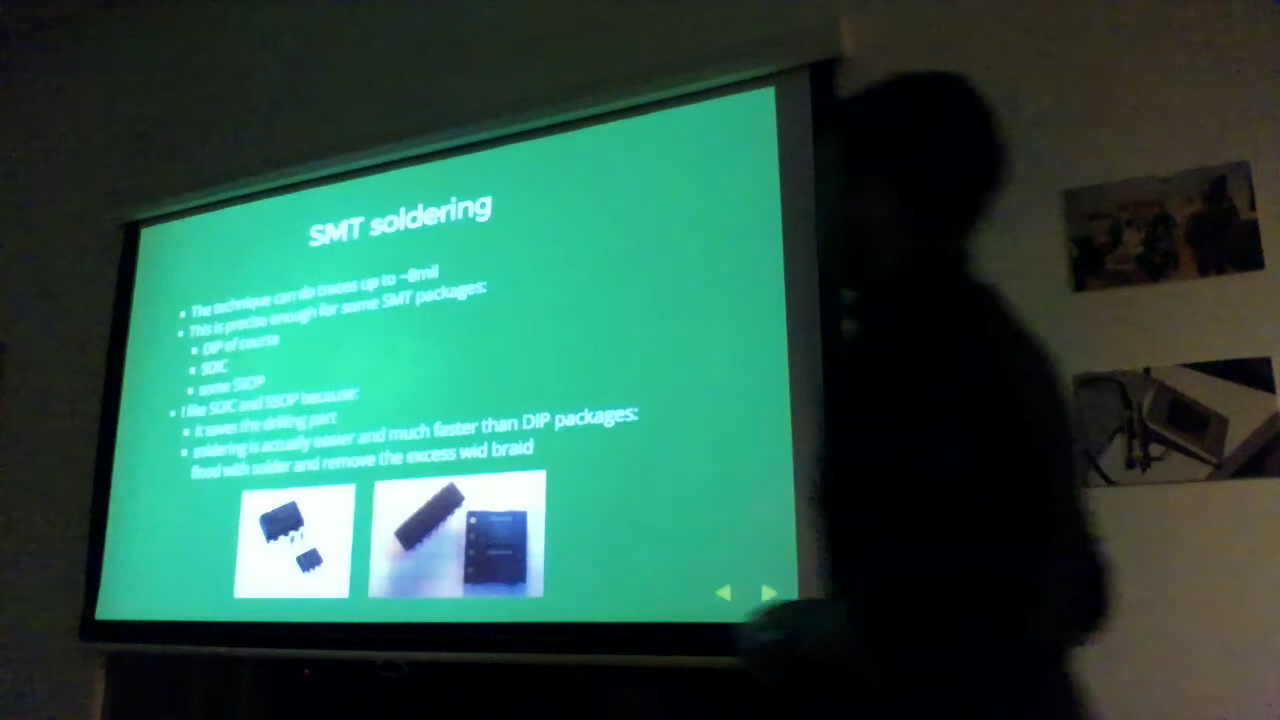 SMT soldering
The technique can do traces up to ~8mil
This is precise enough for some SMT packages:
DIP of course
SOIC
some SSOP
I like SOIC and SSOP because:
it saves the drilling part
soldering is actually easier and much faster than DIP packages:
flood with solder and remove the excess wid braid